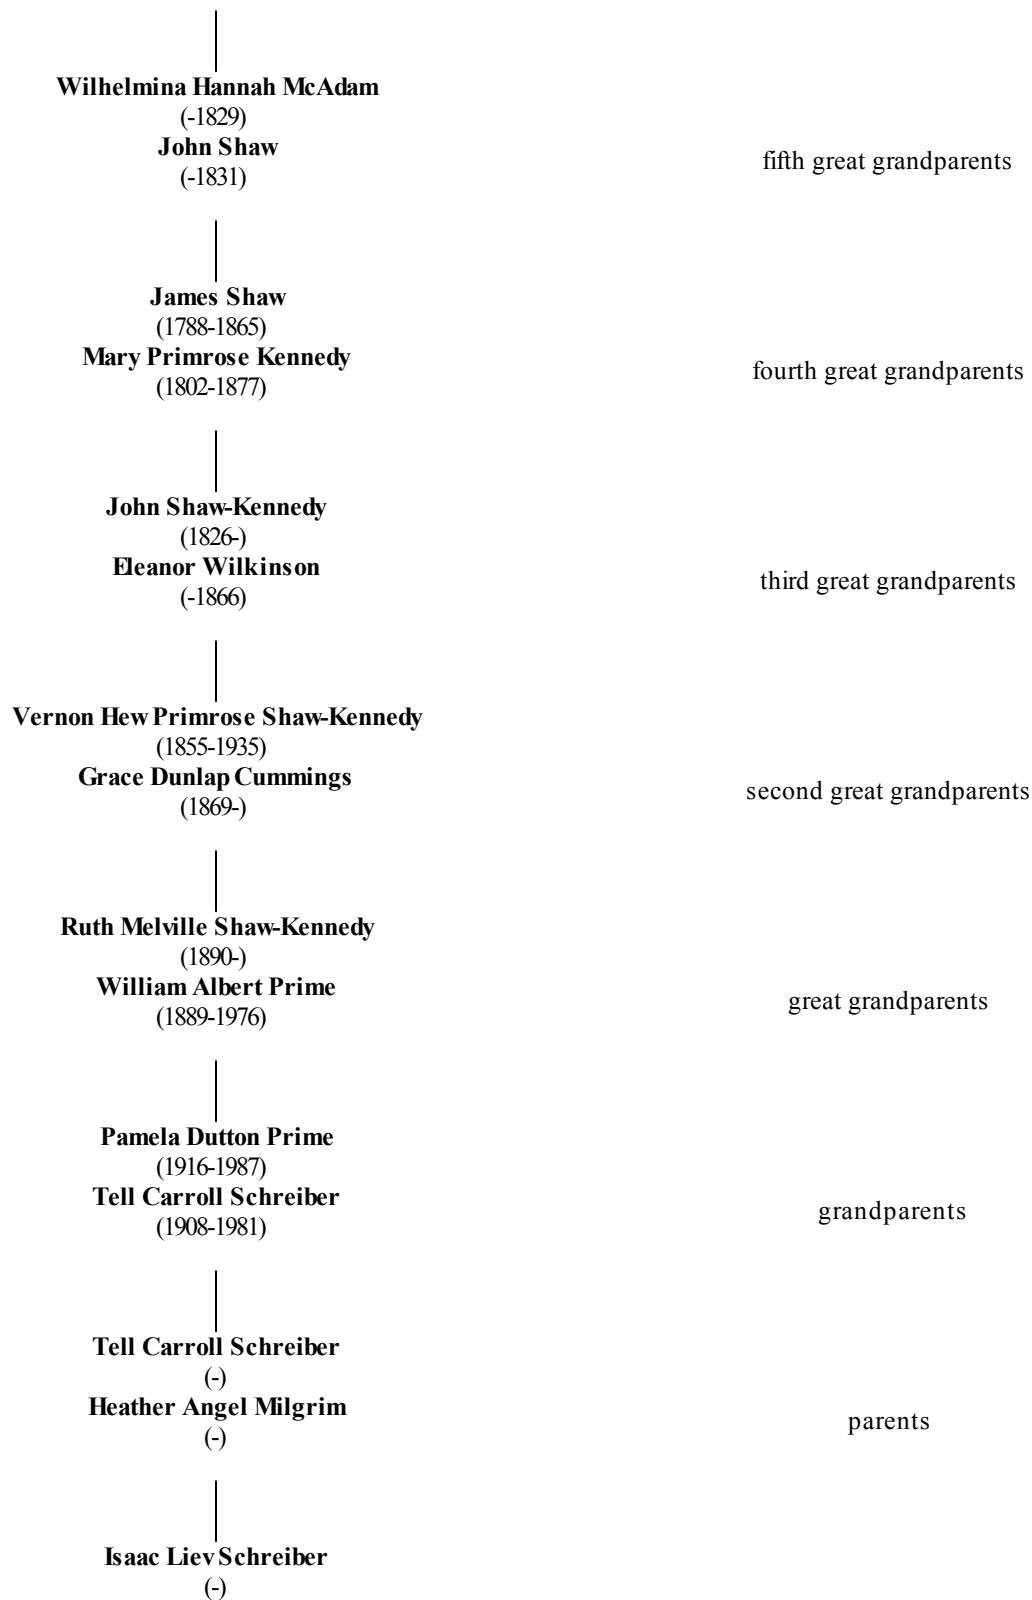 Wilhelmina Hannah McAdam
(-1829)
John Shaw
(-1831)
fifth great grandparents
James Shaw
(1788-1865)
Mary Primrose Kennedy
(1802-1877)
fourth great grandparents
John Shaw-Kennedy
(1826-)
Eleanor Wilkinson
(-1866)
third great grandparents
Vernon Hew Primrose Shaw-Kennedy
(1855-1935)
Grace Dunlap Cummings
(1869-)
second great grandparents
Ruth Melville Shaw-Kennedy
(1890-)
William Albert Prime
(1889-1976)
great grandparents
Pamela Dutton Prime
(1916-1987)
Tell Carroll Schreiber
(1908-1981)
grandparents
Tell Carroll Schreiber
(-)
Heather Angel Milgrim
(-)
parents
Isaac Liev Schreiber
(-)